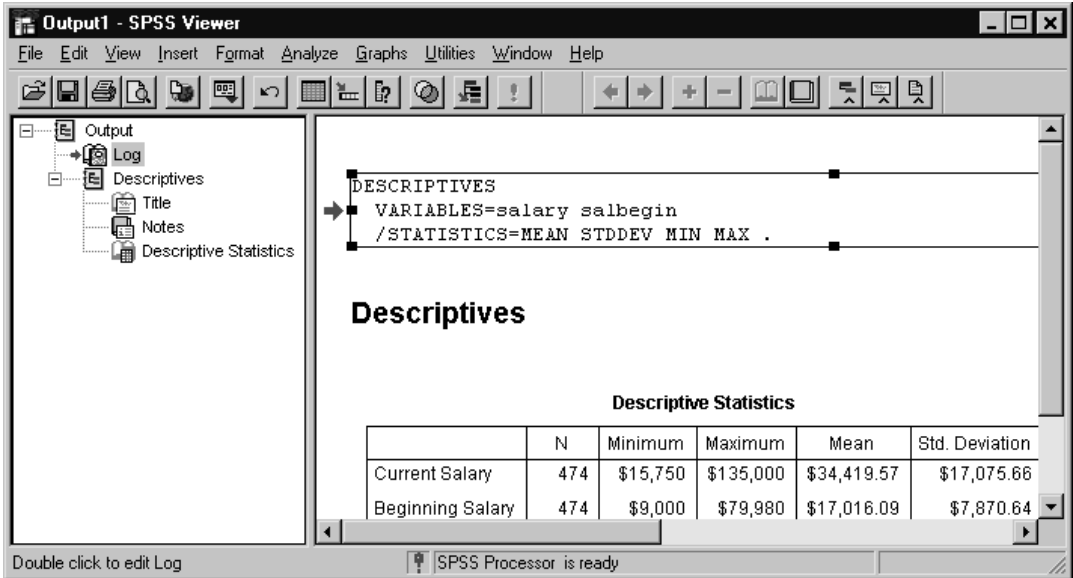 Output1 - SPSS Viewer
File Edit View Insert Format Analyze Graphs Utilities Window Help
Output
Log
Descriptives
Title
Notes
Descriptive Statistics
DESCRIPTIVES
VARIABLES=salary salbegin
/STATISTICS=MEAN STDDEV MIN MAX .
Descriptives
Descriptive Statistics
N Minimum Maximum Mean Std. Deviation
Current Salary 474 $15,750 $135,000 $34,419.57 $17,075.66
Beginning Salary 474 $9,000 $79,980 $17,016.09 $7,870.64
Double click to edit Log
SPSS Processor is ready